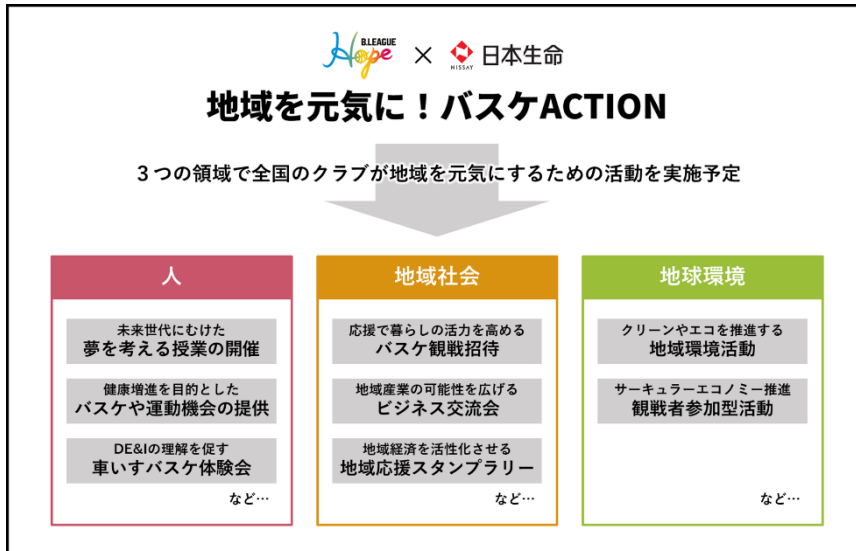 B.LEAGUE
Hope
×
NISSAY
日本生命
地域を元気に！バスケACTION
３つの領域で全国のクラブが地域を元気にするための活動を実施予定
人
未来世代にむけた
夢を考える授業の開催
健康増進を目的とした
バスケや運動機会の提供
DE&Iの理解を促す
車いすバスケ体験会
など…
地域社会
応援で暮らしの活力を高める
バスケ観戦招待
地域産業の可能性を広げる
ビジネス交流会
地域経済を活性化させる
地域応援スタンプラリー
など…
地球環境
クリーンやエコを推進する
地域環境活動
サーキュラーエコノミー推進
観戦者参加型活動
など…